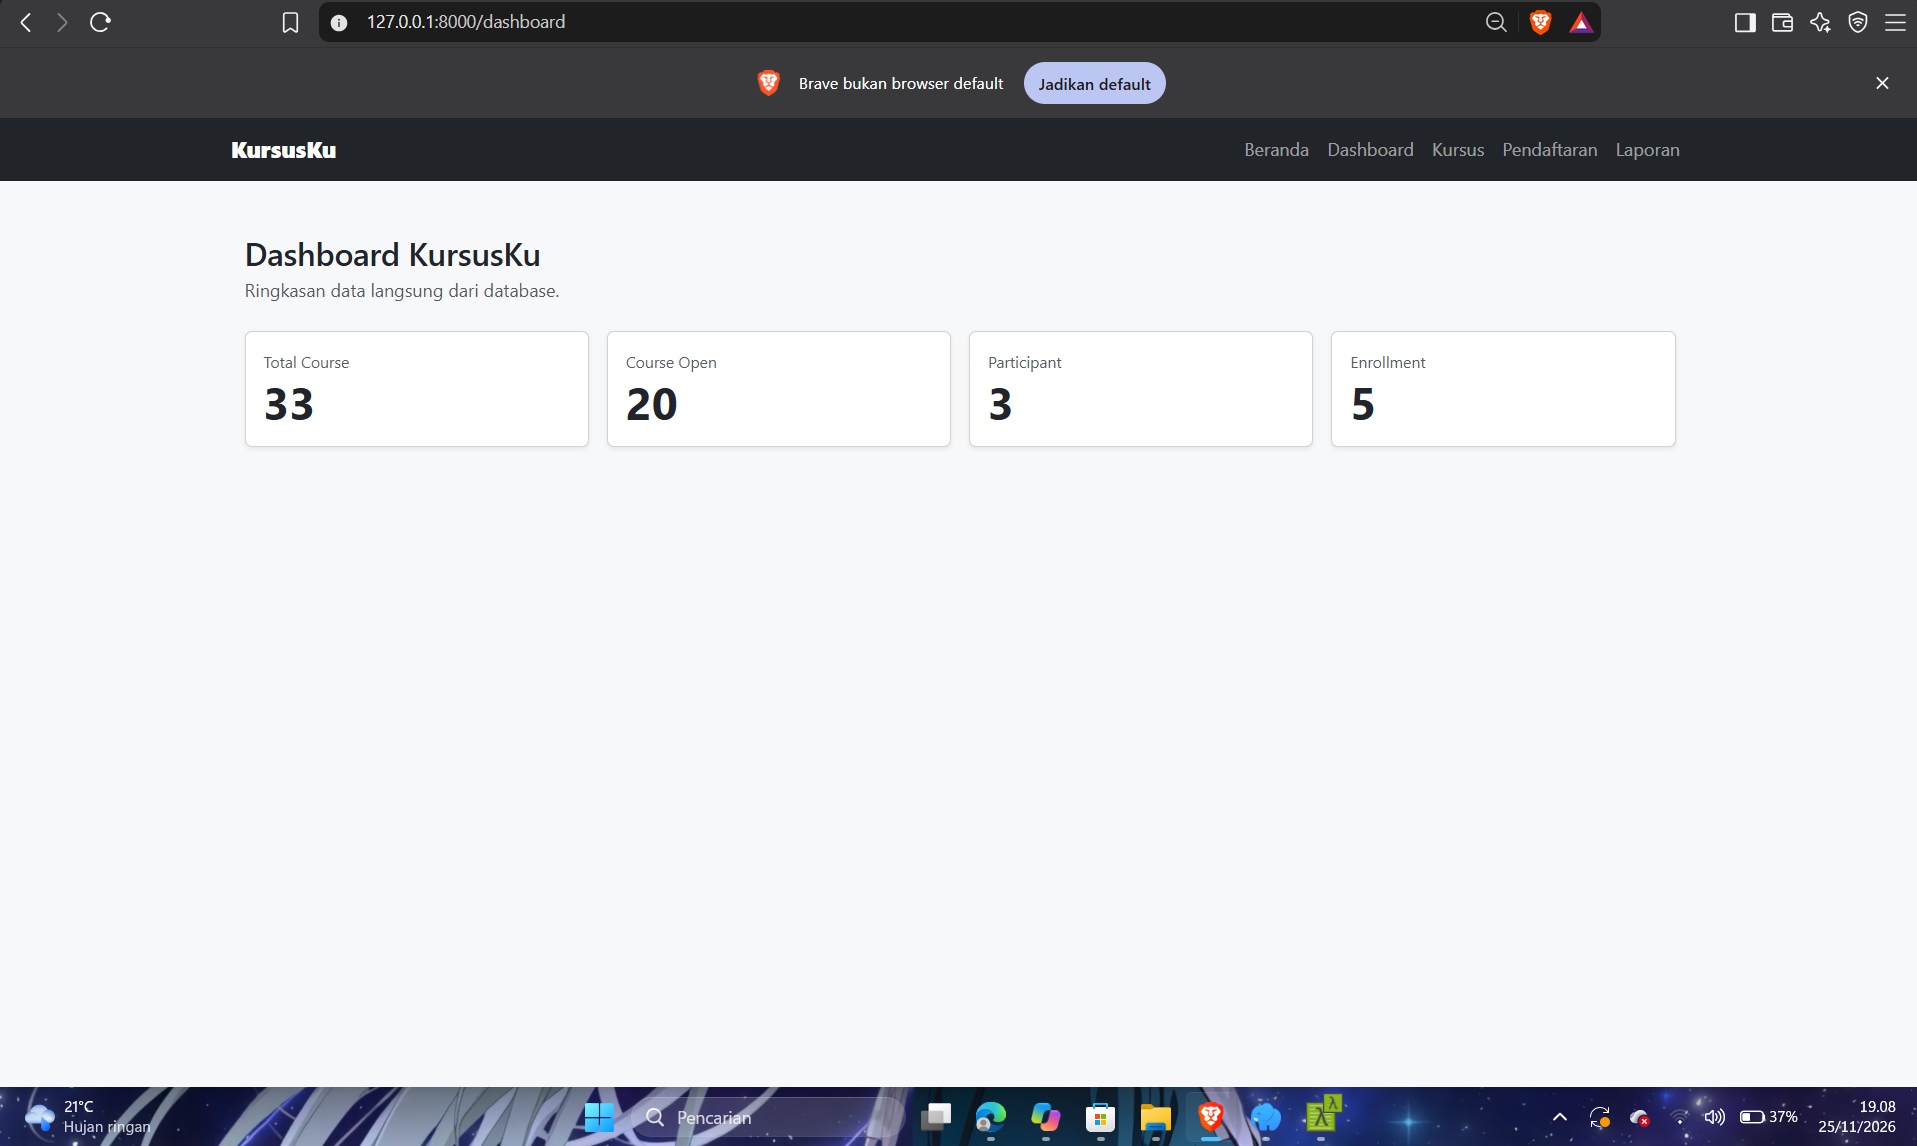 127.0.0.1:8000/dashboard
Brave bukan browser default
Jadikan default
KursusKu
Beranda
Dashboard
Kursus
Pendaftaran
Laporan
Dashboard KursusKu
Ringkasan data langsung dari database.
Total Course
33
Course Open
20
Participant
3
Enrollment
5
21°C
Hujan ringan
Pencarian
37%
19.08
25/11/2026